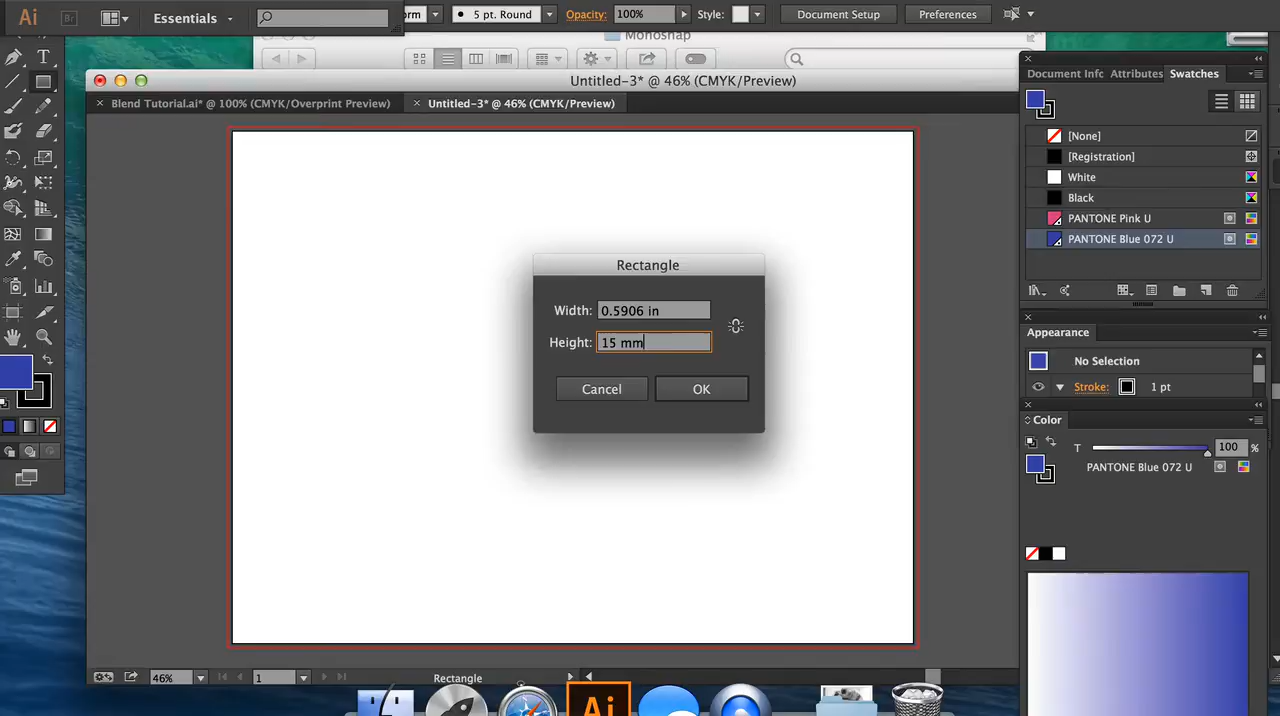 Ai Br Essentials orm 5 pt. Round Opacity: 100% Style: Document Setup Preferences
Monosnap
Untitled-3* @ 46% (CMYK/Preview)
Blend Tutorial.ai* @ 100% (CMYK/Overprint Preview) Untitled-3* @ 46% (CMYK/Preview)
Document Info Attributes Swatches
[None]
[Registration]
White
Black
PANTONE Pink U
PANTONE Blue 072 U
Rectangle
Width: 0.5906 in
Height: 15 mm
Cancel OK
Appearance
No Selection
Stroke: 1 pt
Color
T 100 %
PANTONE Blue 072 U
46% 1 Rectangle
Ai